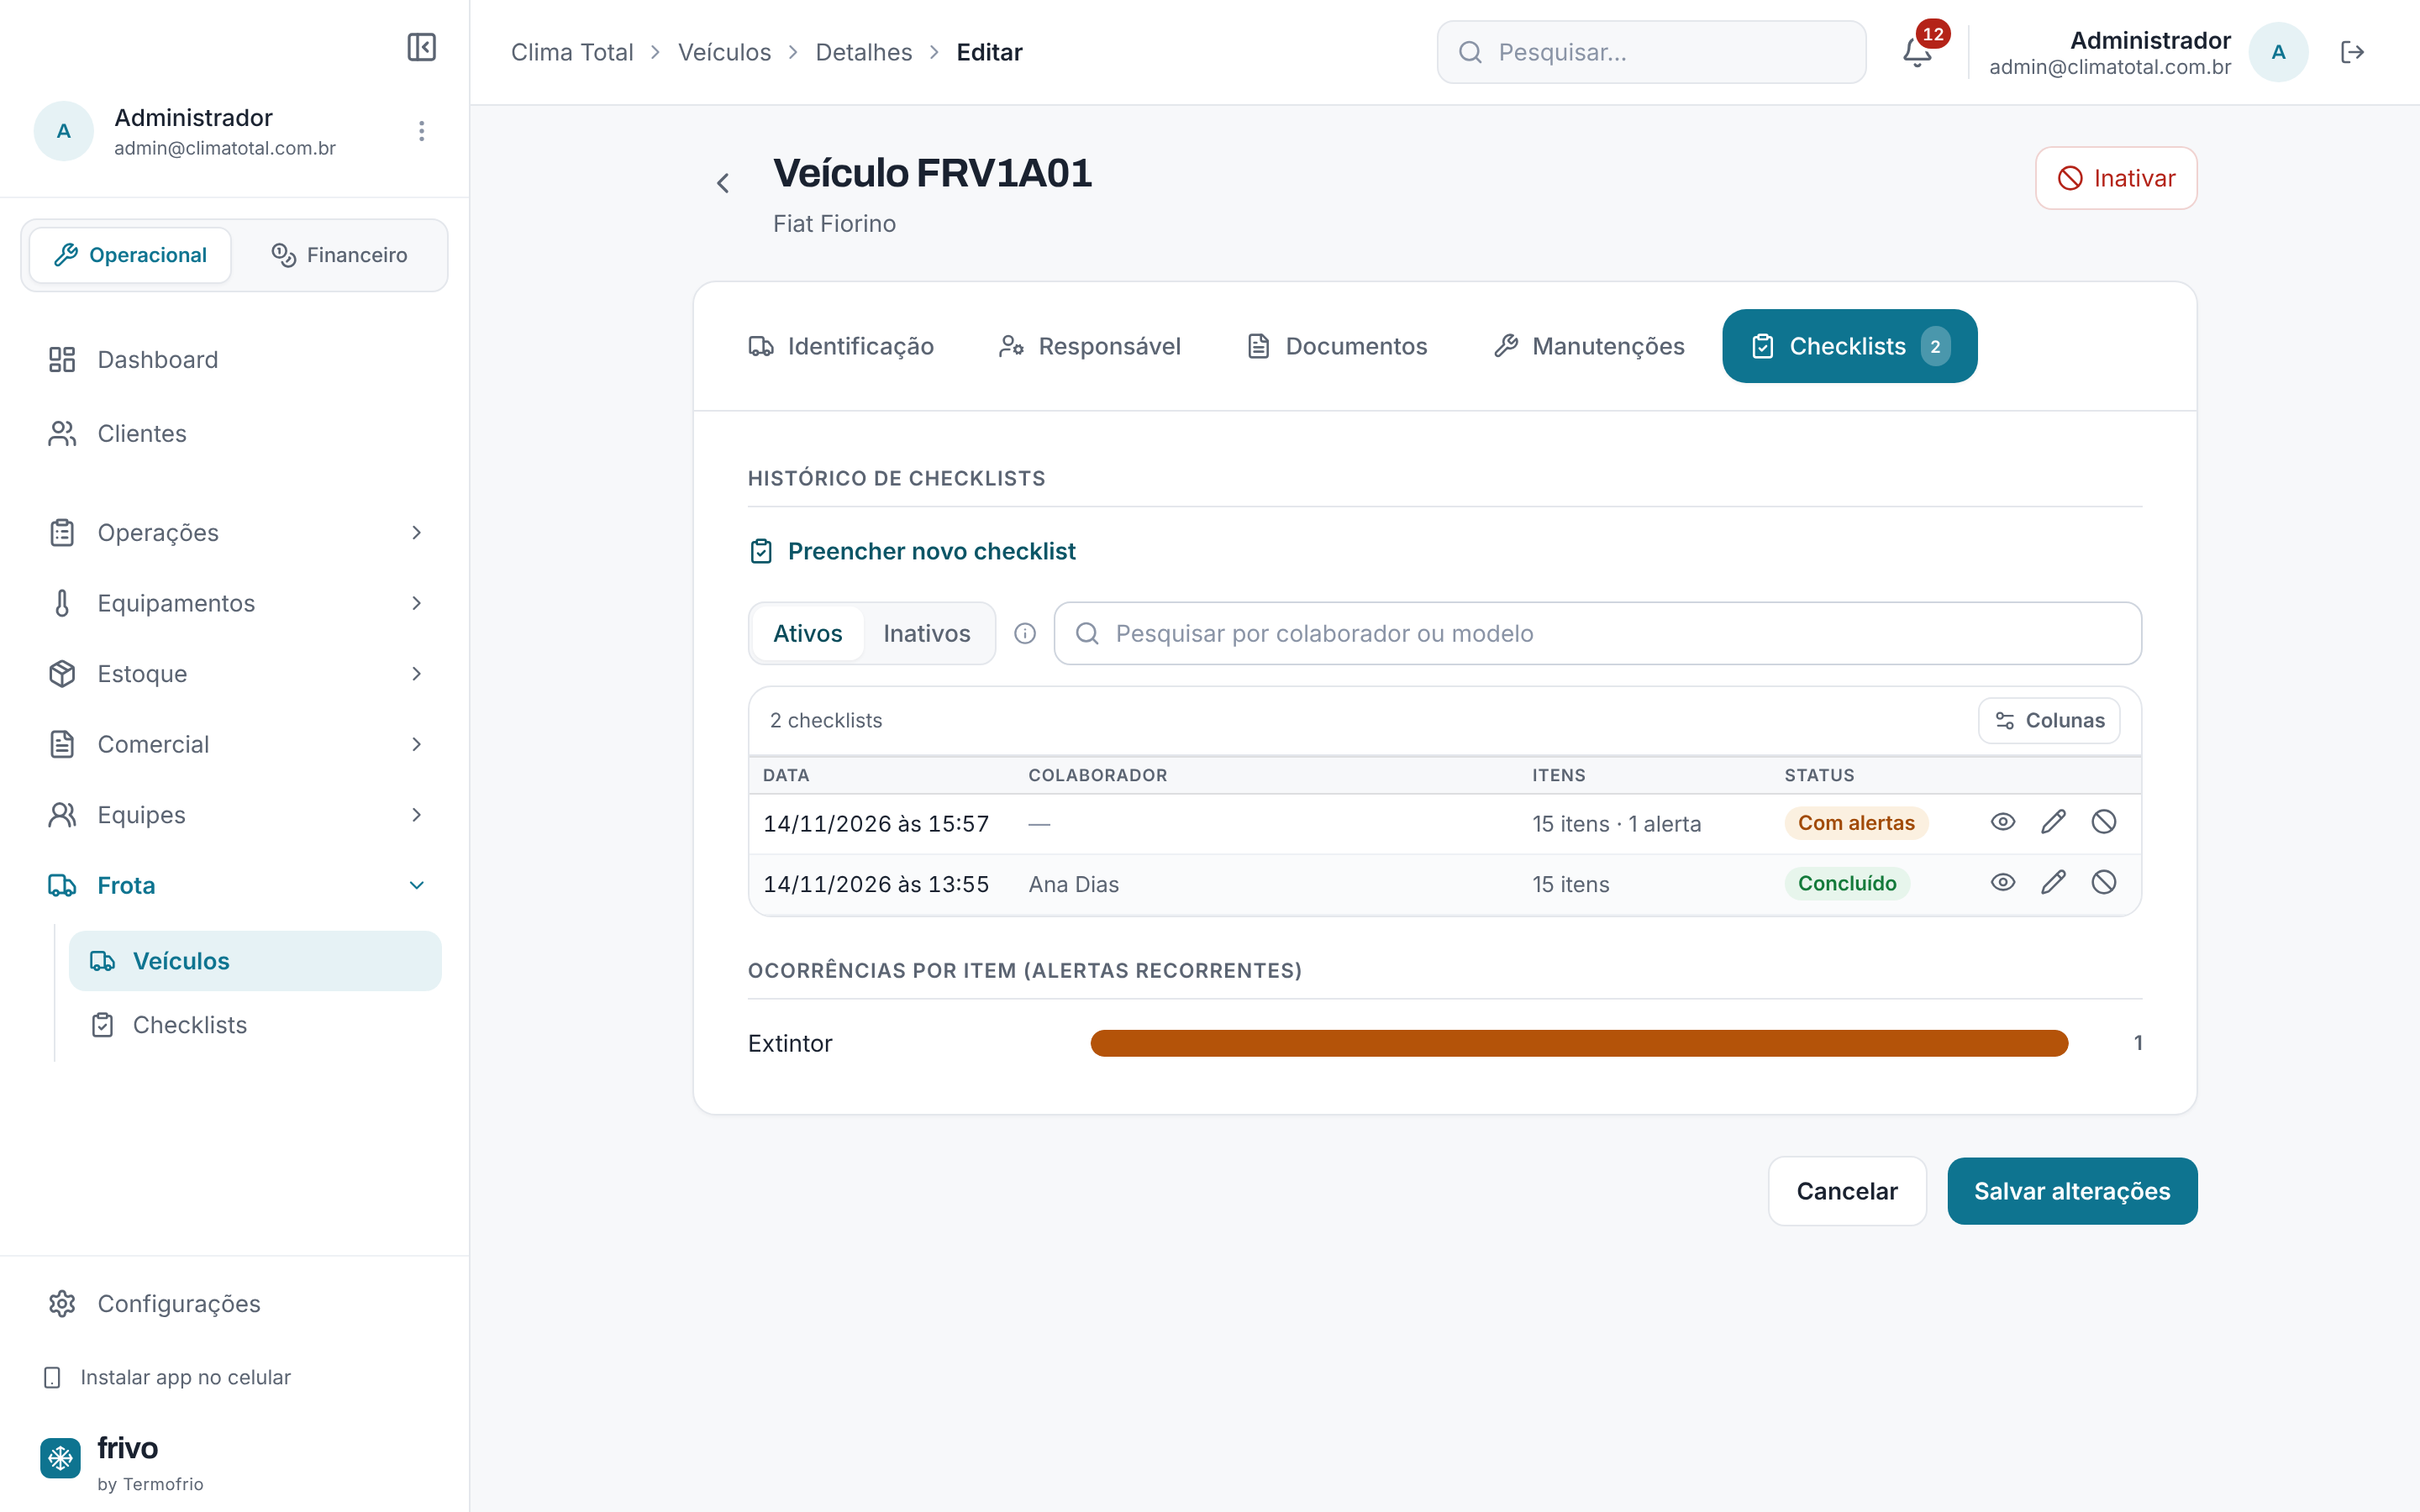 Clima Total > Veículos > Detalhes > Editar
Pesquisar...
12
Administrador
admin@climatotal.com.br
A
A
Administrador
admin@climatotal.com.br
Operacional
Financeiro
Dashboard
Clientes
Operações
Equipamentos
Estoque
Comercial
Equipes
Frota
Veículos
Checklists
Configurações
Instalar app no celular
frivo
by Termofrio
Veículo FRV1A01
Fiat Fiorino
Inativar
Identificação
Responsável
Documentos
Manutenções
Checklists 2
HISTÓRICO DE CHECKLISTS
Preencher novo checklist
Ativos
Inativos
Pesquisar por colaborador ou modelo
2 checklists
Colunas
DATA COLABORADOR ITENS STATUS
14/11/2026 às 15:57 — 15 itens · 1 alerta Com alertas
14/11/2026 às 13:55 Ana Dias 15 itens Concluído
OCORRÊNCIAS POR ITEM (ALERTAS RECORRENTES)
Extintor 1
Cancelar
Salvar alterações